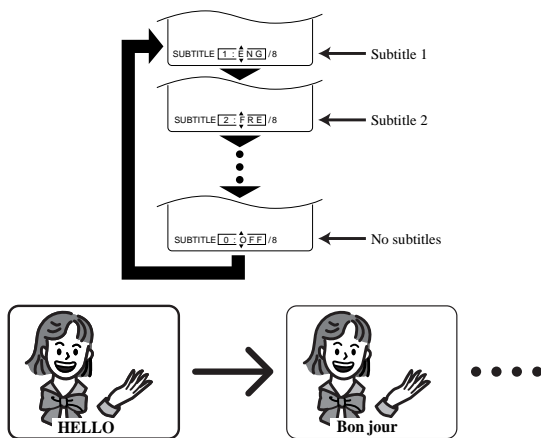 SUBTITLE 1 : ENG /8 Subtitle 1
SUBTITLE 2 : FRE /8 Subtitle 2
SUBTITLE 0 : OFF /8 No subtitles
HELLO Bon jour